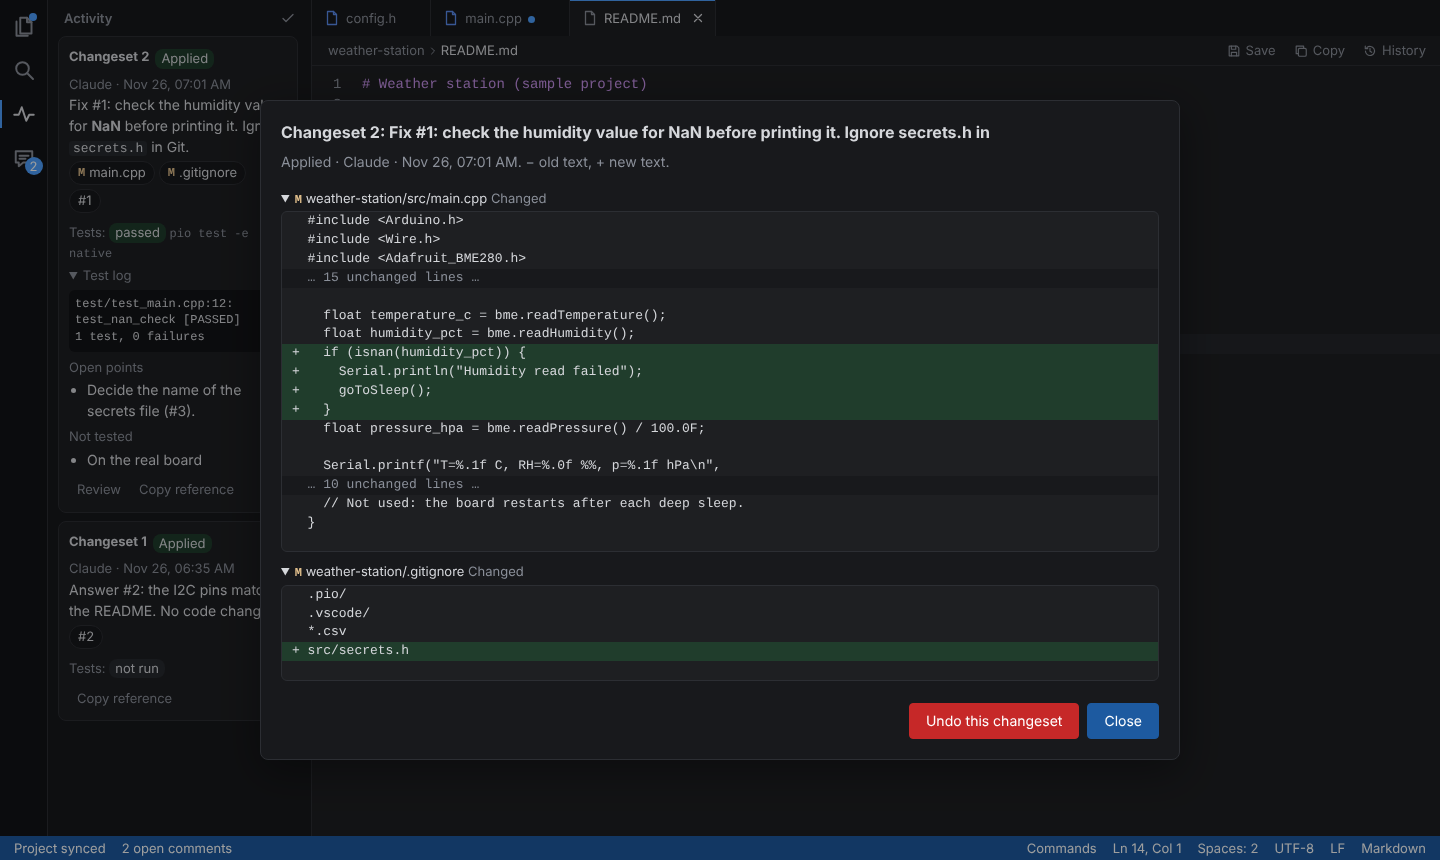 Activity
config.h
main.cpp
README.md
weather-station › README.md
Save
Copy
History
1 # Weather station (sample project)
2
Changeset 2 Applied
Claude · Nov 26, 07:01 AM
Fix #1: check the humidity
for NaN before printing it.
secrets.h in Git.
M main.cpp
M .gitignore
#1
Tests: passed pio test -e
native
▼ Test log
test/test_main.cpp:12:
test_nan_check [PASSED]
1 test, 0 failures
Open points
• Decide the name of the
secrets file (#3).
Not tested
• On the real board
Review
Copy reference
Changeset 1 Applied
Claude · Nov 26, 06:35 AM
Answer #2: the I2C pins
the README. No code
#2
Tests: not run
Copy reference
Changeset 2: Fix #1: check the humidity value for NaN before printing it. Ignore secrets.h in
Applied · Claude · Nov 26, 07:01 AM. − old text, + new text.
▼ M weather-station/src/main.cpp Changed
#include <Arduino.h>
#include <Wire.h>
#include <Adafruit_BME280.h>
… 15 unchanged lines …
float temperature_c = bme.readTemperature();
float humidity_pct = bme.readHumidity();
+ if (isnan(humidity_pct)) {
+ Serial.println("Humidity read failed");
+ goToSleep();
+ }
float pressure_hpa = bme.readPressure() / 100.0F;
Serial.printf("T=%.1f C, RH=%.0f %%, p=%.1f hPa\n",
… 10 unchanged lines …
// Not used: the board restarts after each deep sleep.
}
▼ M weather-station/.gitignore Changed
.pio/
.vscode/
*.csv
+ src/secrets.h
Undo this changeset
Close
Project synced
2 open comments
Commands
Ln 14, Col 1
Spaces: 2
UTF-8
LF
Markdown